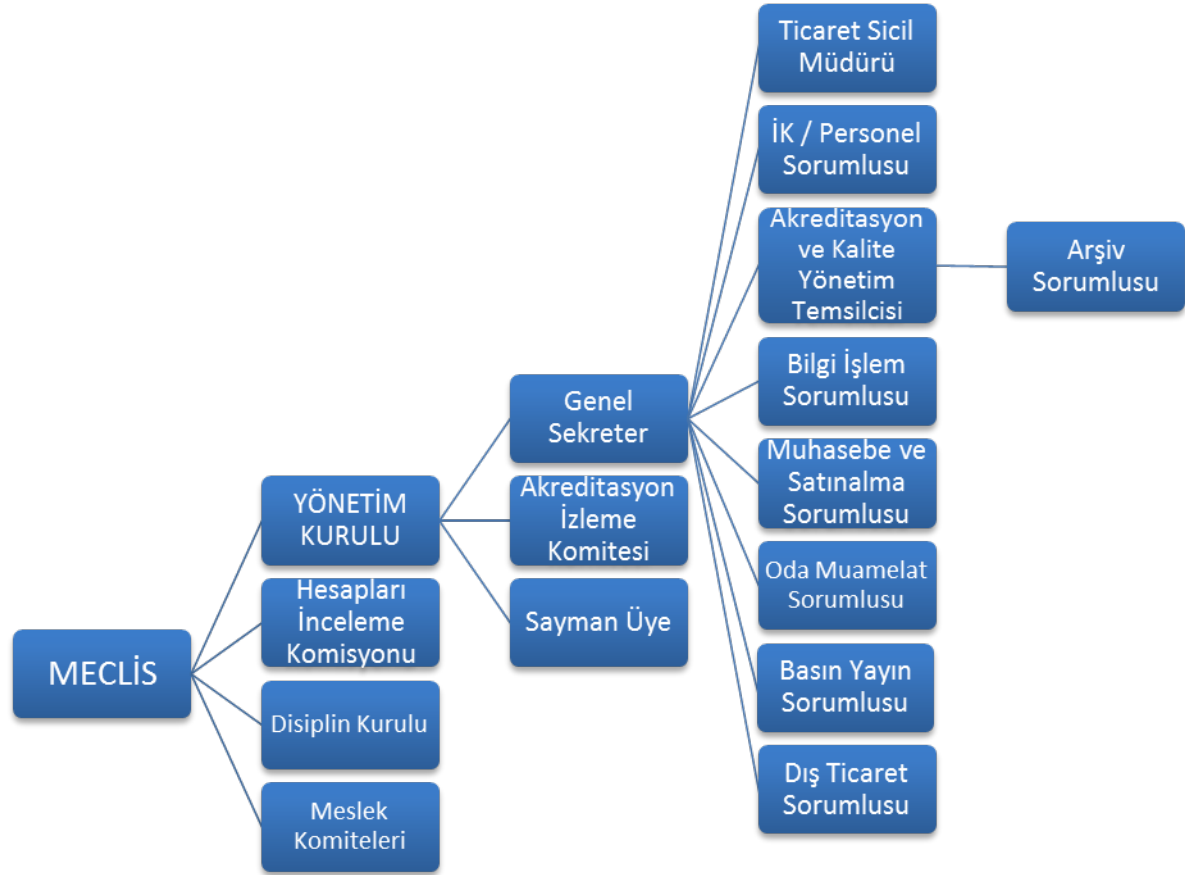 MECLİS
YÖNETİM
KURULU
Hesapları
İnceleme
Komisyonu
Disiplin Kurulu
Meslek
Komiteleri
Genel
Sekreter
Akreditasyon
İzleme
Komitesi
Sayman Üye
Ticaret Sicil
Müdürü
İK / Personel
Sorumlusu
Akreditasyon
ve Kalite
Yönetim
Temsilcisi
Bilgi İşlem
Sorumlusu
Muhasebe ve
Satınalma
Sorumlusu
Oda Muamelat
Sorumlusu
Basın Yayın
Sorumlusu
Dış Ticaret
Sorumlusu
Arşiv
Sorumlusu